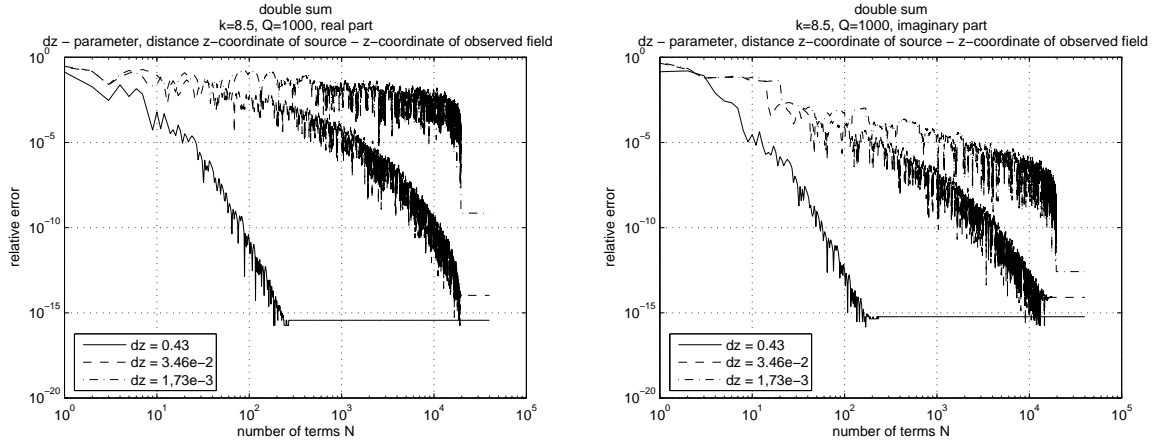 double sum
k=8.5, Q=1000, real part
dz − parameter, distance z−coordinate of source − z−coordinate of observed field
10^0
10^−5
10^−10
10^−15
10^−20
relative error
dz = 0.43
dz = 3.46e−2
dz = 1,73e−3
10^0 10^1 10^2 10^3 10^4 10^5
number of terms N
double sum
k=8.5, Q=1000, imaginary part
dz − parameter, distance z−coordinate of source − z−coordinate of observed field
10^0
10^−5
10^−10
10^−15
10^−20
relative error
dz = 0.43
dz = 3.46e−2
dz = 1,73e−3
10^0 10^1 10^2 10^3 10^4 10^5
number of terms N